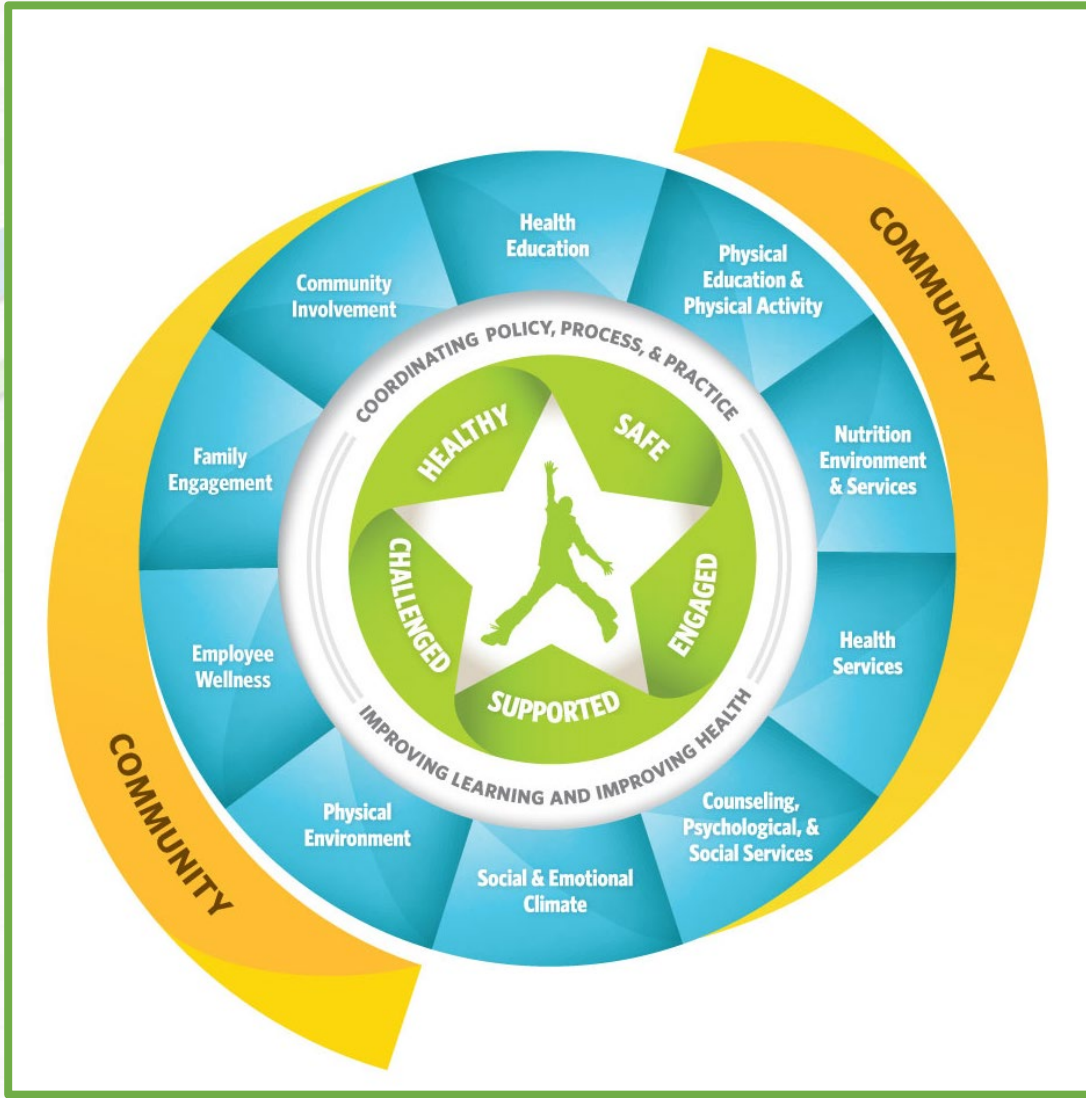 COMMUNITY
Health
Education
Physical
Education &
Physical Activity
Nutrition
Environment
& Services
Health
Services
Counseling,
Psychological, &
Social Services
Social & Emotional
Climate
Physical
Environment
Employee
Wellness
Family
Engagement
Community
Involvement
COORDINATING POLICY, PROCESS, & PRACTICE
IMPROVING LEARNING AND IMPROVING HEALTH
HEALTHY
SAFE
ENGAGED
SUPPORTED
CHALLENGED
COMMUNITY